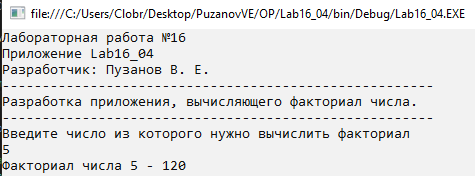 file:///C:/Users/Clobr/Desktop/PuzanovVE/OP/Lab16_04/bin/Debug/Lab16_04.EXE
Лабораторная работа №16
Приложение Lab16_04
Разработчик: Пузанов В. Е.
------------------------------------------------------
Разработка приложения, вычисляющего факториал числа.
------------------------------------------------------
Введите число из которого нужно вычислить факториал
5
Факториал числа 5 - 120